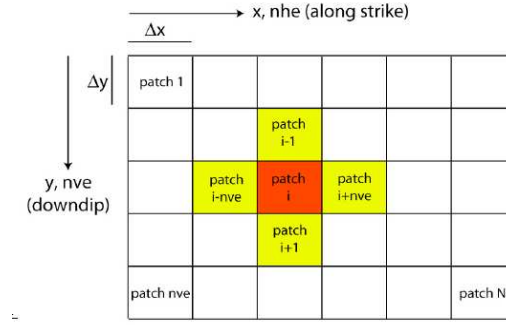 x, nhe (along strike)
Δx
Δy
patch 1
patch
i-1
y, nve
(downdip)
patch
i-nve
patch
i
patch
i+nve
patch
i+1
patch nve
patch N